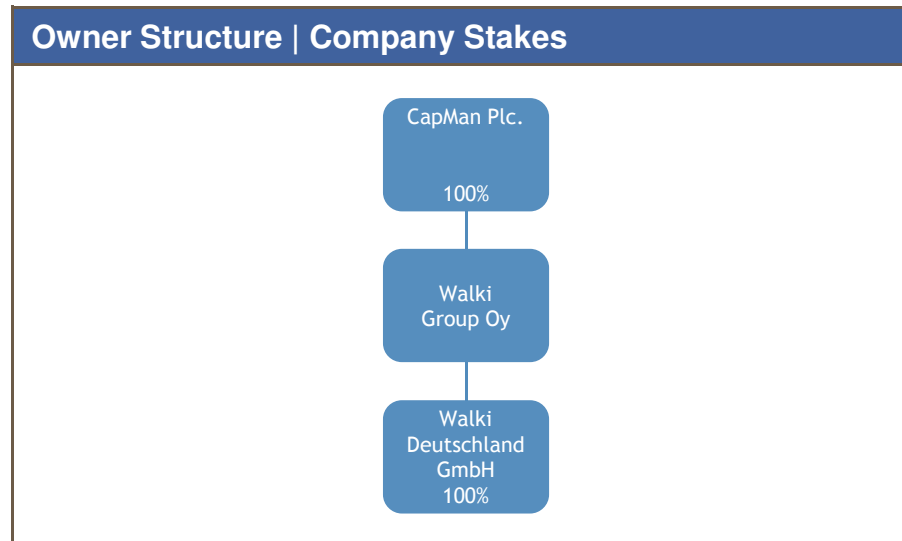 Owner Structure | Company Stakes
CapMan Plc.
100%
Walki
Group Oy
Walki
Deutschland
GmbH
100%